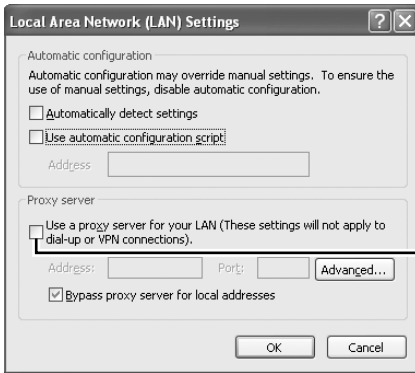 Local Area Network (LAN) Settings
Automatic configuration
Automatic configuration may override manual settings. To ensure the
use of manual settings, disable automatic configuration.
Automatically detect settings
Use automatic configuration script
Address
Proxy server
Use a proxy server for your LAN (These settings will not apply to
dial-up or VPN connections).
Address:
Port:
Advanced...
Bypass proxy server for local addresses
OK
Cancel